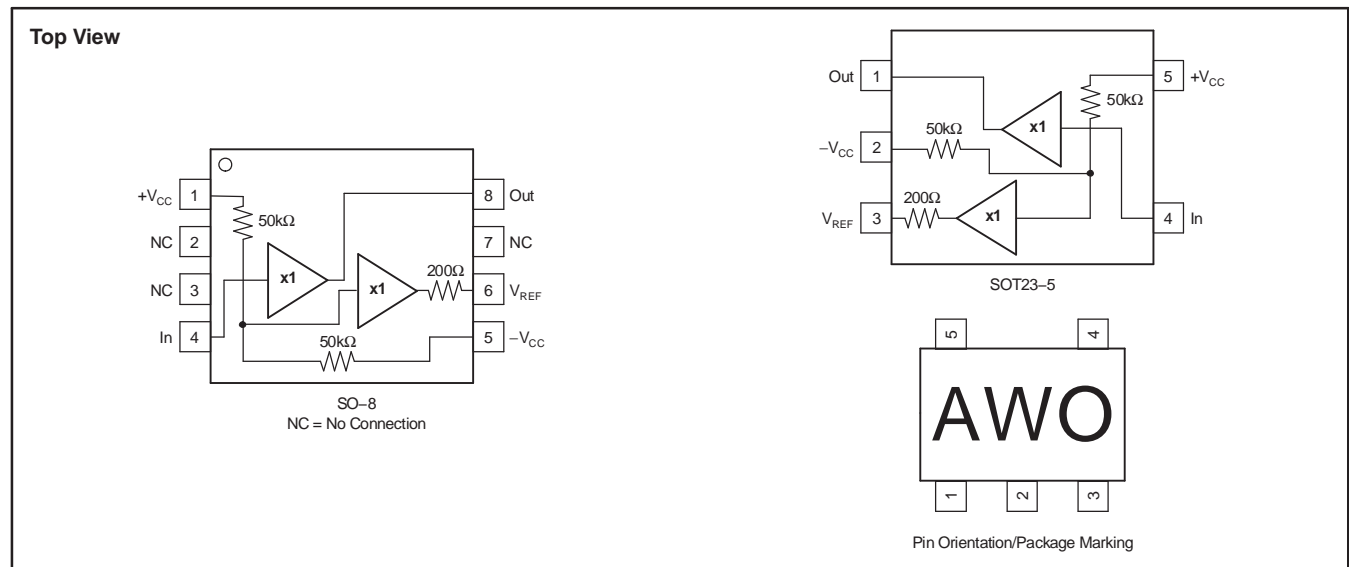 Top View
+VCC 1
50kΩ
NC 2
NC 3
In 4
x1
x1
200Ω
50kΩ
8 Out
7 NC
6 VREF
5 −VCC
SO−8
NC = No Connection
Out 1
−VCC 2
VREF 3
50kΩ
200Ω
x1
x1
50kΩ
5 +VCC
4 In
SOT23−5
5
4
AWO
1
2
3
Pin Orientation/Package Marking